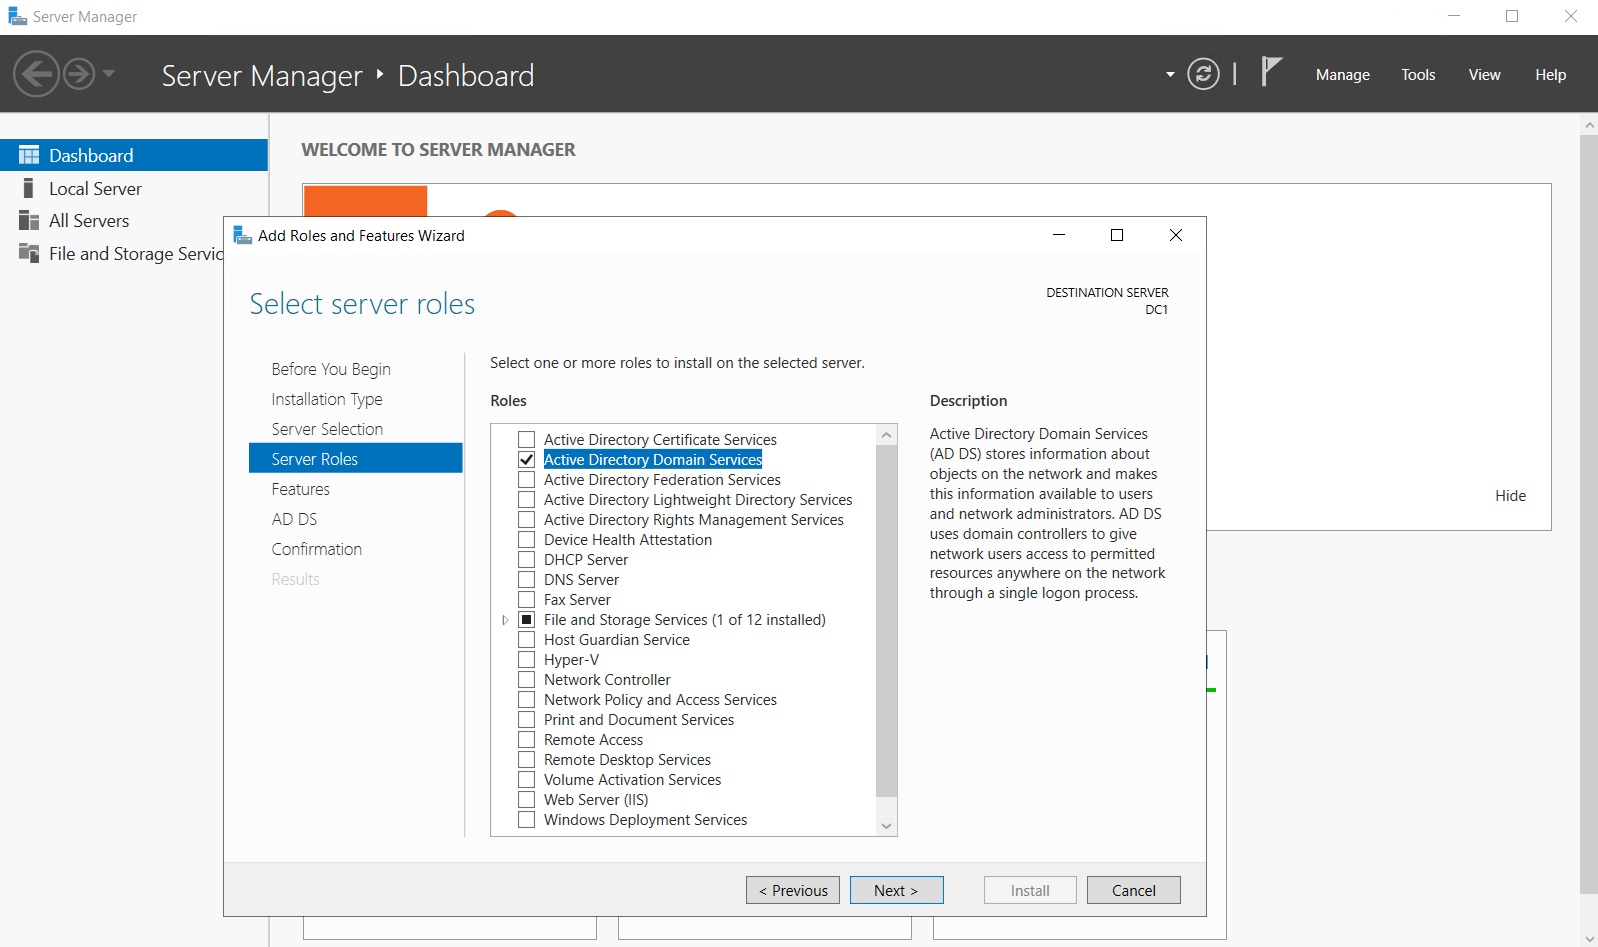 Server Manager
Server Manager Dashboard
Manage Tools View Help
Dashboard
Local Server
All Servers
File and Storage Servic
WELCOME TO SERVER MANAGER
Hide
Add Roles and Features Wizard
Select server roles
DESTINATION SERVER
DC1
Before You Begin
Installation Type
Server Selection
Server Roles
Features
AD DS
Confirmation
Results
Select one or more roles to install on the selected server.
Roles
Active Directory Certificate Services
Active Directory Domain Services
Active Directory Federation Services
Active Directory Lightweight Directory Services
Active Directory Rights Management Services
Device Health Attestation
DHCP Server
DNS Server
Fax Server
File and Storage Services (1 of 12 installed)
Host Guardian Service
Hyper-V
Network Controller
Network Policy and Access Services
Print and Document Services
Remote Access
Remote Desktop Services
Volume Activation Services
Web Server (IIS)
Windows Deployment Services
Description
Active Directory Domain Services
(AD DS) stores information about
objects on the network and makes
this information available to users
and network administrators. AD DS
uses domain controllers to give
network users access to permitted
resources anywhere on the network
through a single logon process.
< Previous
Next >
Install
Cancel